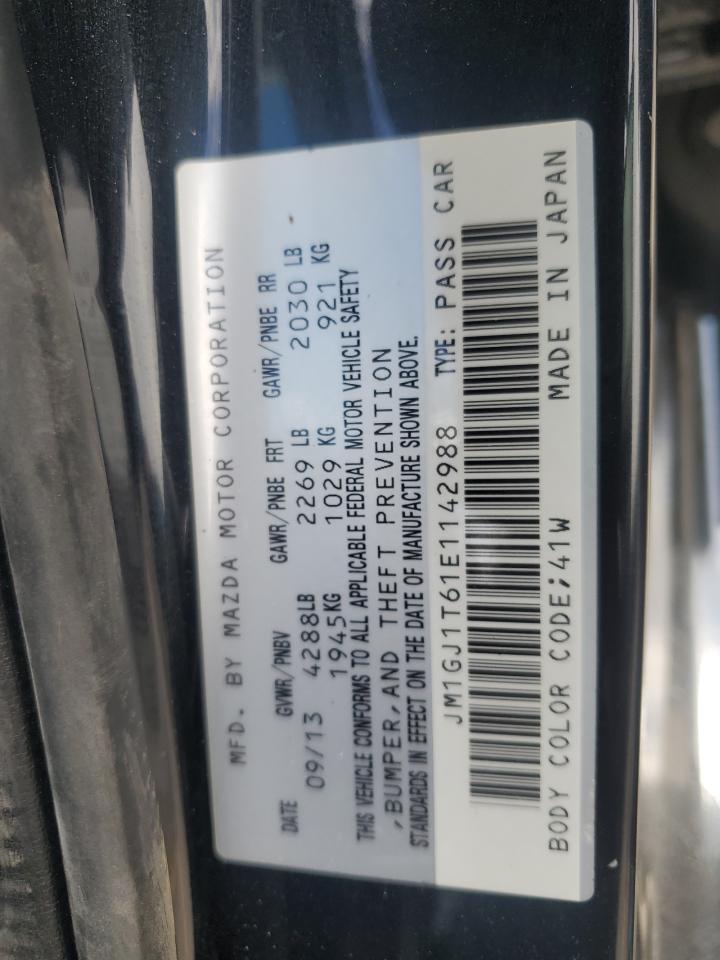 MFD. BY MAZDA MOTOR CORPORATION
DATE GVWR/PNBV GAWR/PNBE FRT GAWR/PNBE RR
09/13 4288LB 2269 LB 2030 LB
1945KG 1029 KG 921 KG
THIS VEHICLE CONFORMS TO ALL APPLICABLE FEDERAL MOTOR VEHICLE SAFETY
,BUMPER,AND THEFT PREVENTION
STANDARDS IN EFFECT ON THE DATE OF MANUFACTURE SHOWN ABOVE.
JM1GJ1T61E1142988 TYPE: PASS CAR
BODY COLOR CODE;41W MADE IN JAPAN